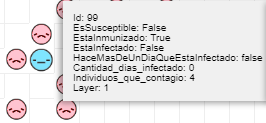 Id: 99
EsSusceptible: False
EstaInmunizado: True
EstaInfectado: False
HaceMasDeUnDiaQueEstaInfectado: false
Cantidad_dias_infectado: 0
Individuos_que_contagio: 4
Layer: 1